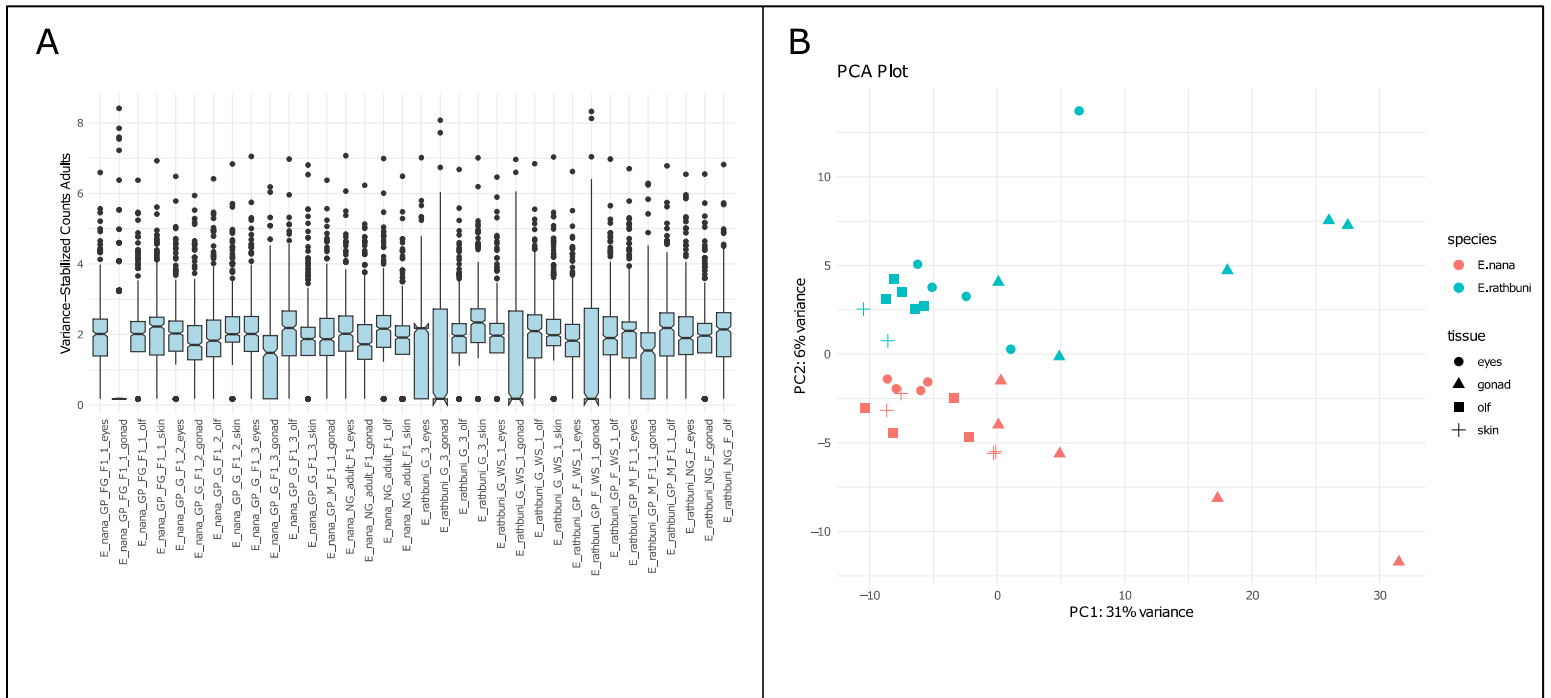 A
Variance−Stabilized Counts Adults
8
6
4
2
0
E_nana_GP_FG_F1_1_eyes
E_nana_GP_FG_F1_1_gonad
E_nana_GP_FG_F1_1_olf
E_nana_GP_FG_F1_1_skin
E_nana_GP_G_F1_2_eyes
E_nana_GP_G_F1_2_gonad
E_nana_GP_G_F1_2_olf
E_nana_GP_G_F1_2_skin
E_nana_GP_G_F1_3_eyes
E_nana_GP_G_F1_3_gonad
E_nana_GP_G_F1_3_olf
E_nana_GP_G_F1_3_skin
E_nana_GP_M_F1_1_gonad
E_nana_NG_adult_F1_eyes
E_nana_NG_adult_F1_gonad
E_nana_NG_adult_F1_olf
E_nana_NG_adult_F1_skin
E_rathbuni_G_3_eyes
E_rathbuni_G_3_gonad
E_rathbuni_G_3_olf
E_rathbuni_G_3_skin
E_rathbuni_G_WS_1_eyes
E_rathbuni_G_WS_1_gonad
E_rathbuni_G_WS_1_olf
E_rathbuni_G_WS_1_skin
E_rathbuni_GP_F_WS_1_eyes
E_rathbuni_GP_F_WS_1_gonad
E_rathbuni_GP_F_WS_1_olf
E_rathbuni_GP_M_F1_1_eyes
E_rathbuni_GP_M_F1_1_gonad
E_rathbuni_GP_M_F1_1_olf
E_rathbuni_NG_F_eyes
E_rathbuni_NG_F_gonad
E_rathbuni_NG_F_olf
B
PCA Plot
PC2: 6% variance
10
5
0
−5
−10
−10
0
10
20
30
PC1: 31% variance
species
E.nana
E.rathbuni
tissue
eyes
gonad
olf
skin